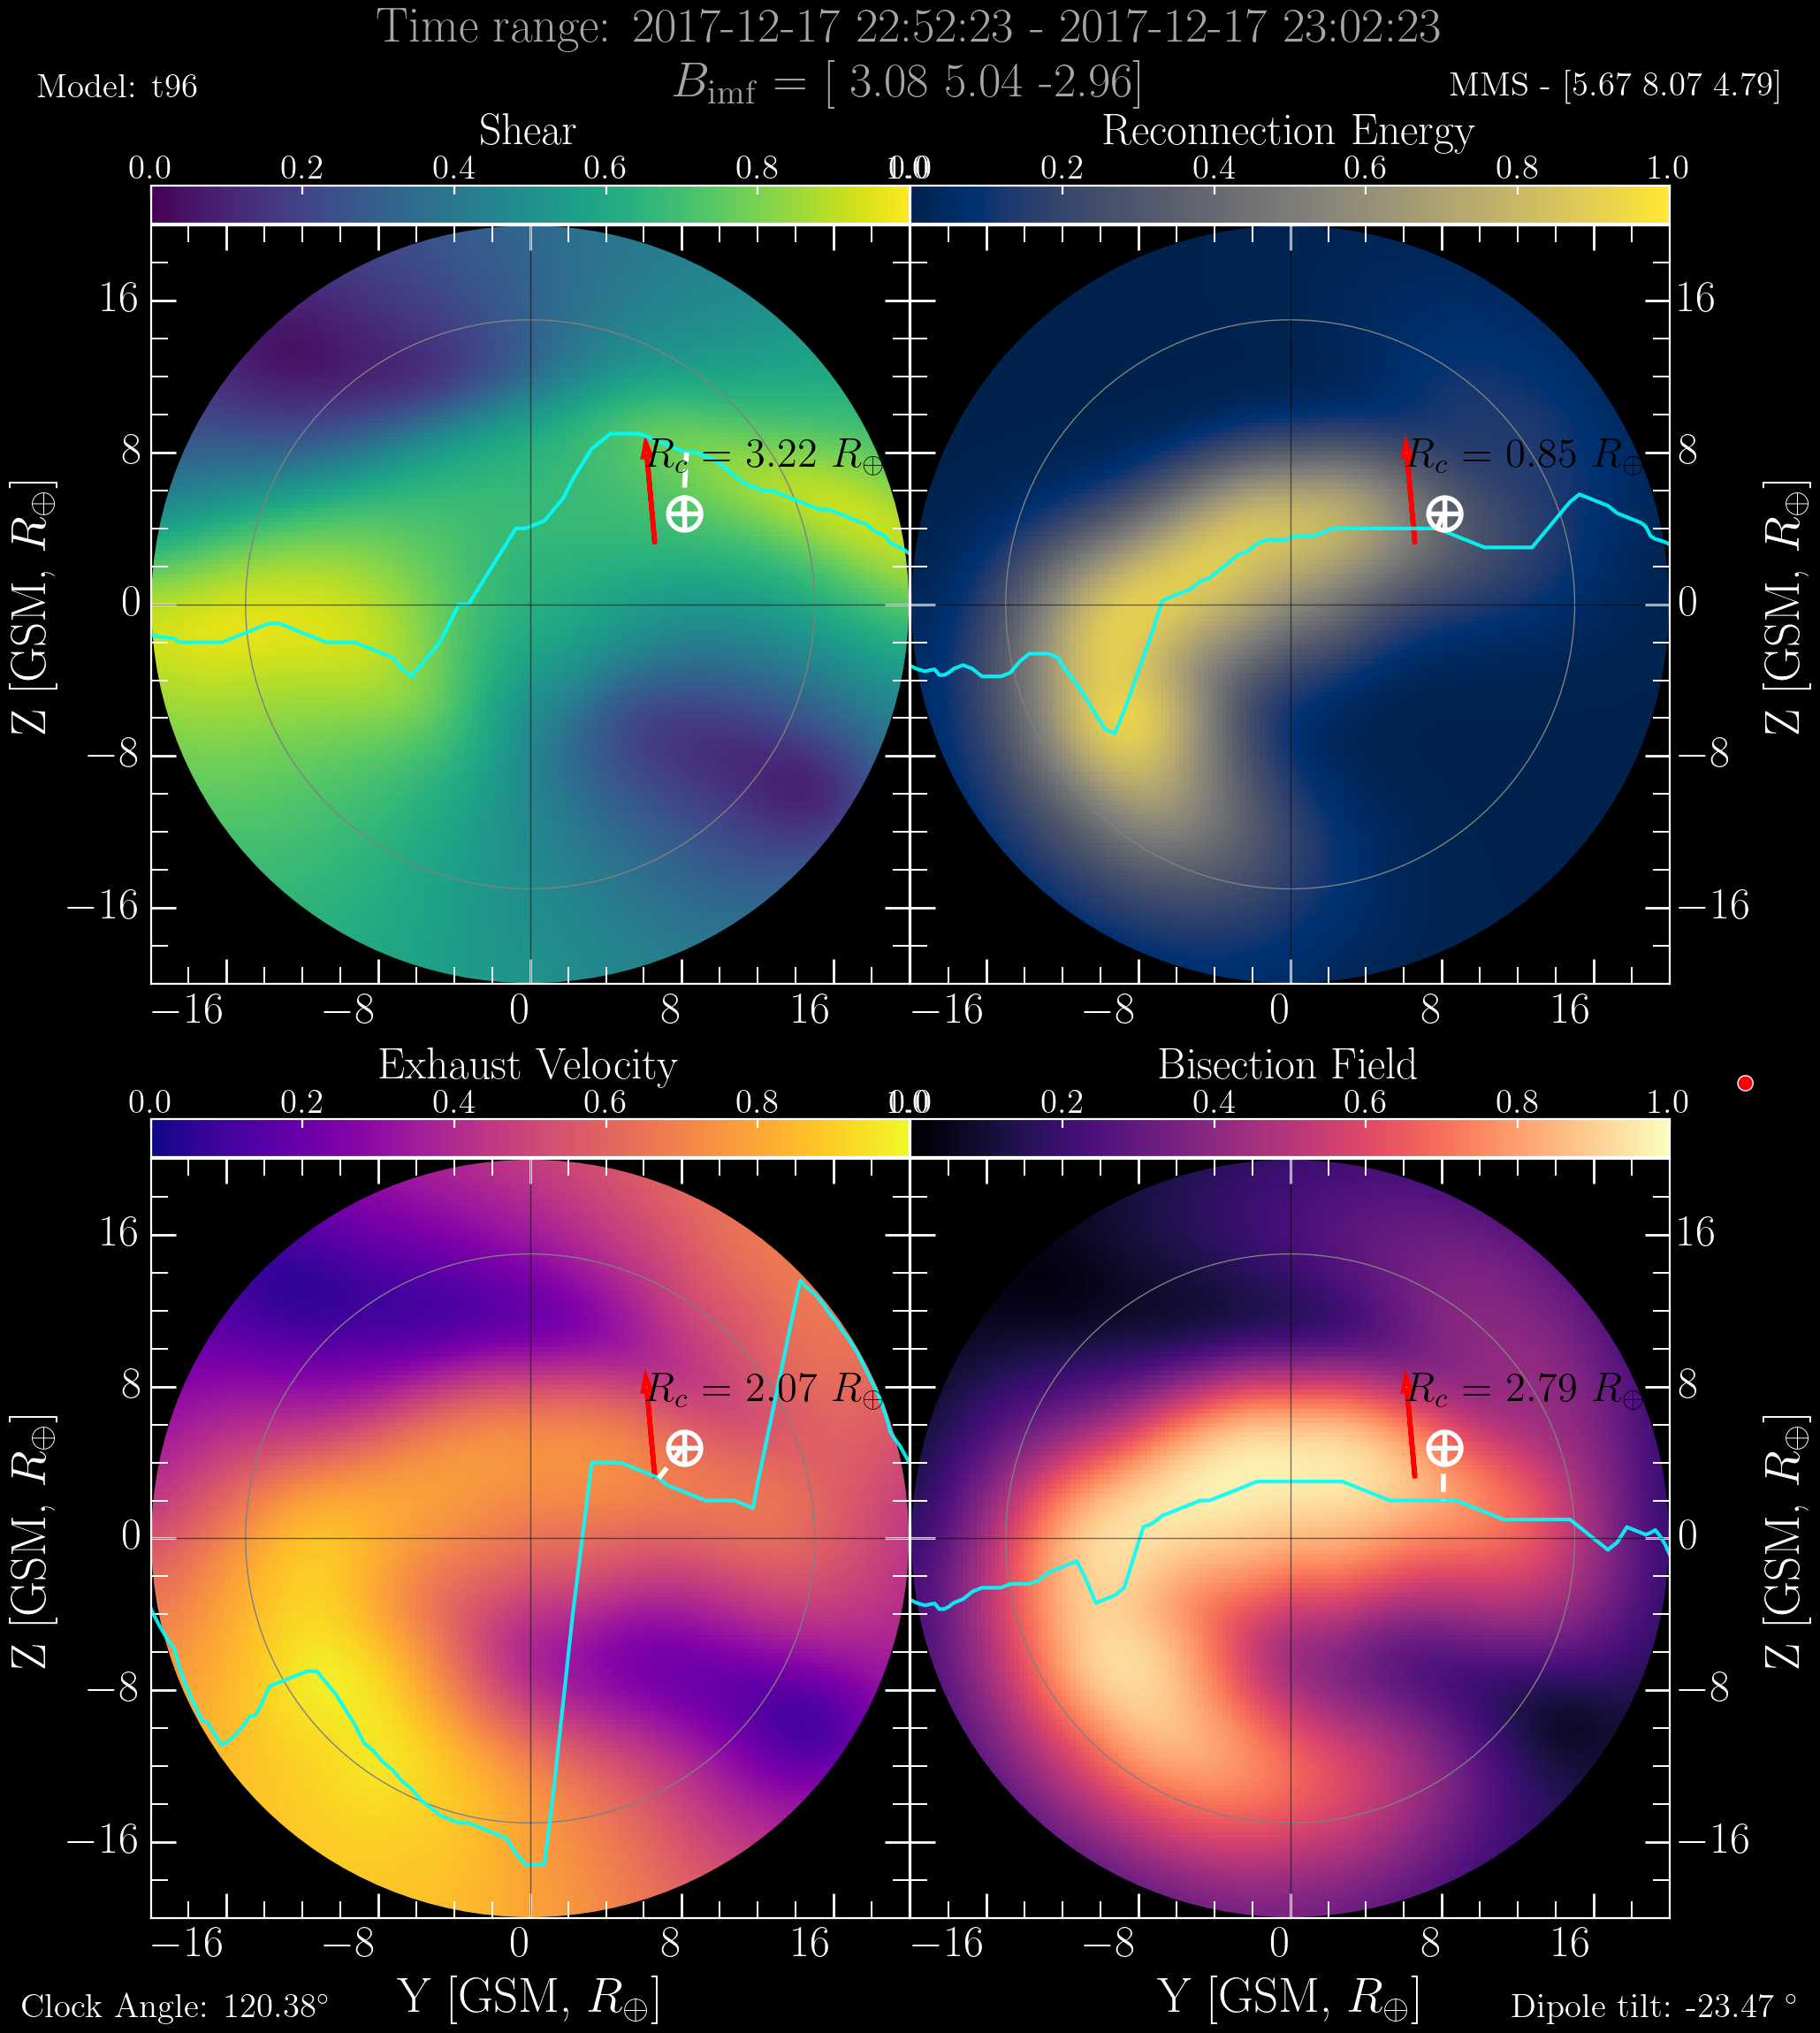 Time range: 2017-12-17 22:52:23 - 2017-12-17 23:02:23
Model: t96
B_imf = [ 3.08 5.04 -2.96]
MMS - [5.67 8.07 4.79]
Shear
Reconnection Energy
0.0 0.2 0.4 0.6 0.8 1.0
0.0 0.2 0.4 0.6 0.8 1.0
16
8
0
−8
−16
Z [GSM, R⊕]
R_c = 3.22 R⊕
R_c = 0.85 R⊕
16
8
0
−8
−16
Z [GSM, R⊕]
−16 −8 0 8 16
−16 −8 0 8 16
Exhaust Velocity
Bisection Field
0.0 0.2 0.4 0.6 0.8 1.0
0.0 0.2 0.4 0.6 0.8 1.0
16
8
0
−8
−16
Z [GSM, R⊕]
R_c = 2.07 R⊕
R_c = 2.79 R⊕
16
8
0
−8
−16
Z [GSM, R⊕]
−16 −8 0 8 16
−16 −8 0 8 16
Y [GSM, R⊕]
Y [GSM, R⊕]
Clock Angle: 120.38°
Dipole tilt: -23.47 °